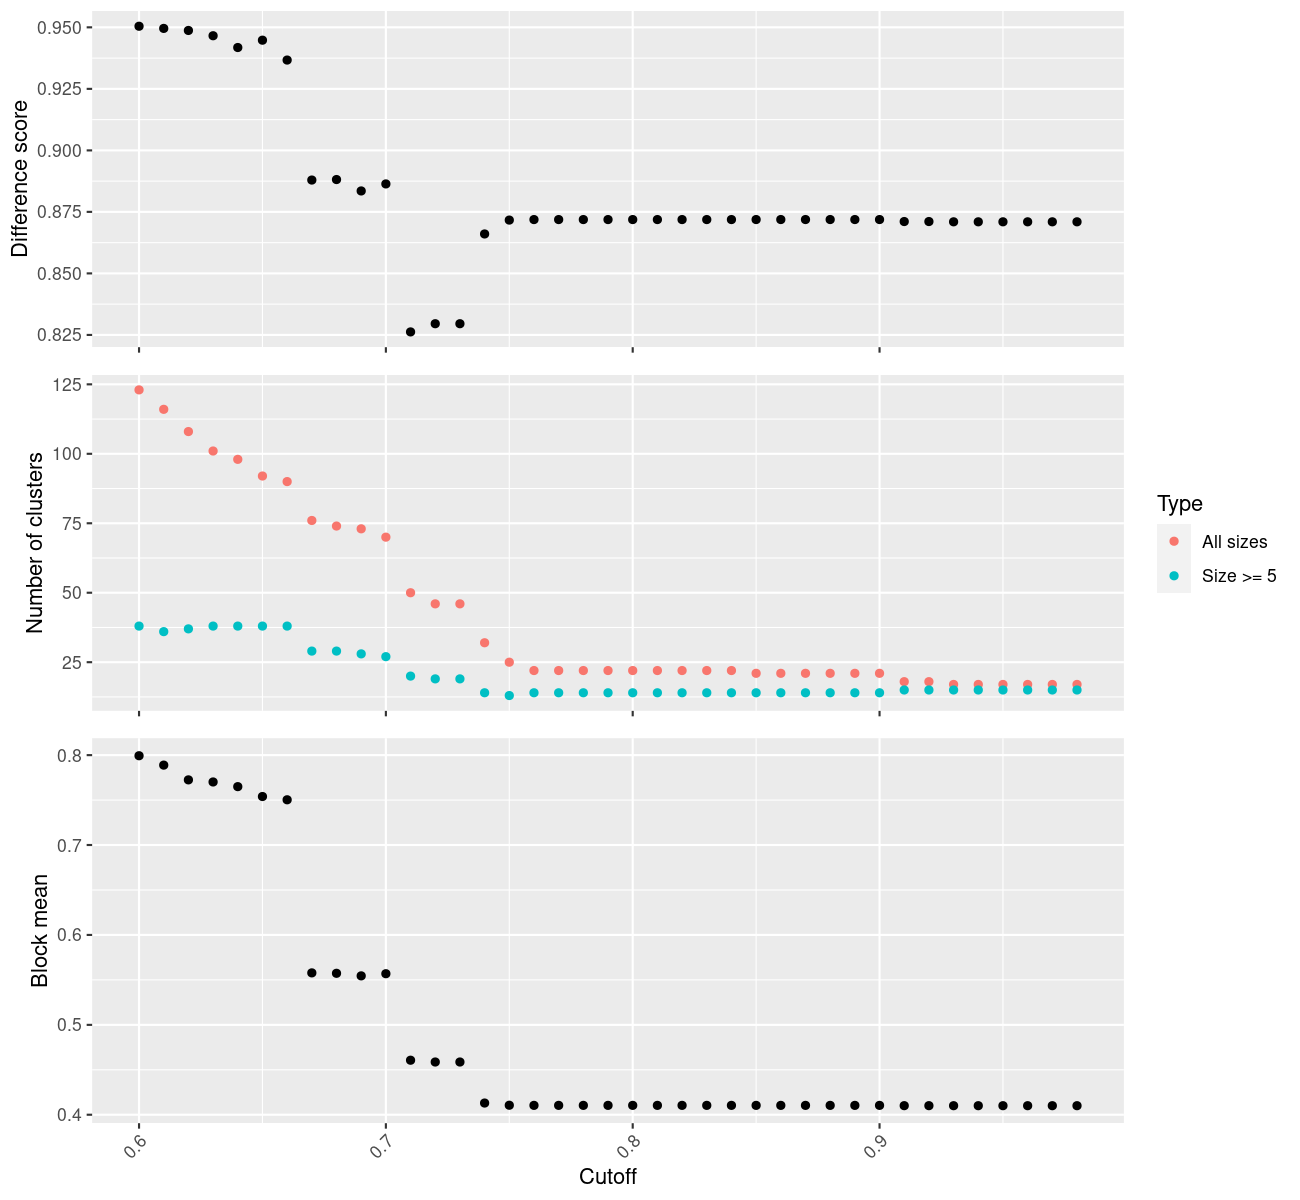 Difference score
0.950
0.925
0.900
0.875
0.850
0.825
Number of clusters
125
100
75
50
25
Type
All sizes
Size >= 5
Block mean
0.8
0.7
0.6
0.5
0.4
0.6
0.7
0.8
0.9
Cutoff